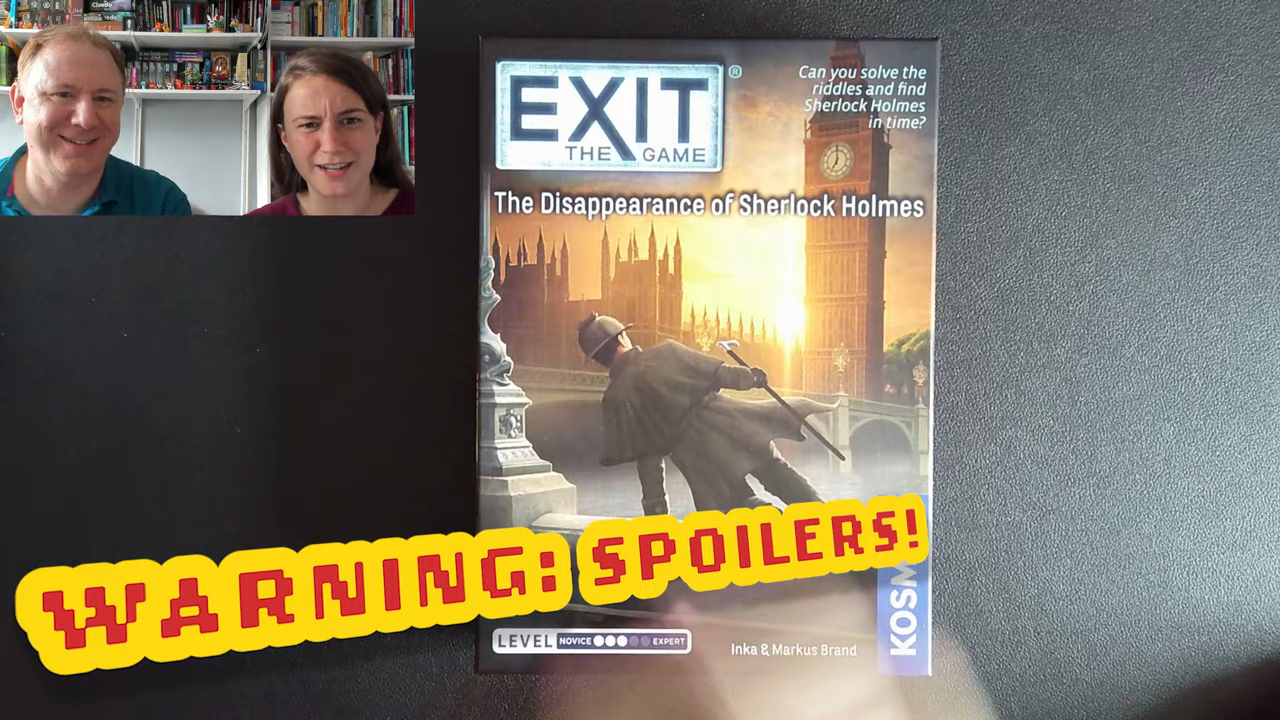 Cluedo
EXIT®
THE GAME
Can you solve the
riddles and find
Sherlock Holmes
in time?
The Disappearance of Sherlock Holmes
WARNING: SPOILERS!
LEVEL NOVICE EXPERT
Inka & Markus Brand
KOSM